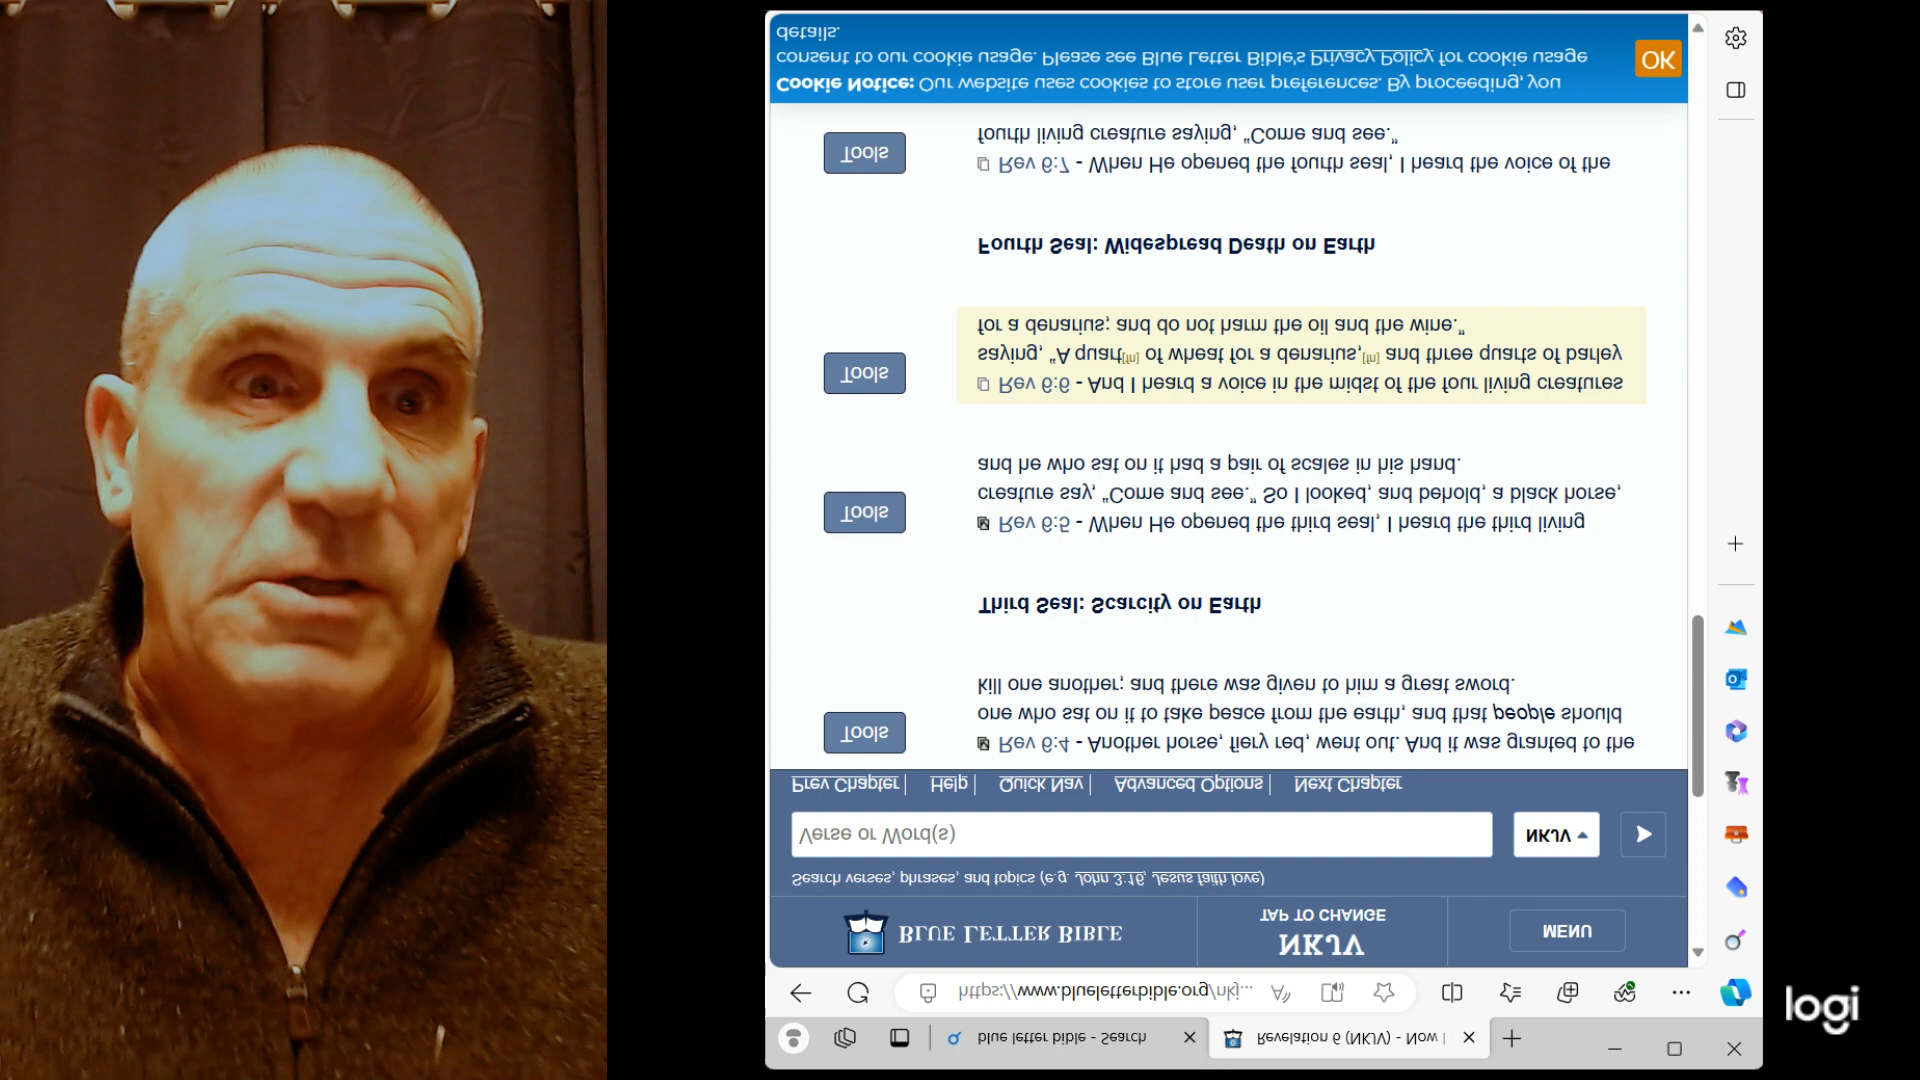 blue letter bible - Search
Revelation 6 (NKJV) - Now
https://www.blueletterbible.org/nkj...
BLUE LETTER BIBLE
NKJV
TAP TO CHANGE
MENU
Search verses, phrases, and topics (e.g. John 3:16, Jesus faith love)
Verse or Word(s)
NKJV
Prev Chapter | Help | Quick Nav | Advanced Options | Next Chapter
Tools
Rev 6:4 - Another horse, fiery red, went out. And it was granted to the
one who sat on it to take peace from the earth, and that people should
kill one another; and there was given to him a great sword.
Third Seal: Scarcity on Earth
Tools
Rev 6:5 - When He opened the third seal, I heard the third living
creature say, “Come and see.” So I looked, and behold, a black horse,
and he who sat on it had a pair of scales in his hand.
Tools
Rev 6:6 - And I heard a voice in the midst of the four living creatures
saying, “A quart[fn] of wheat for a denarius,[fn] and three quarts of barley
for a denarius; and do not harm the oil and the wine.”
Fourth Seal: Widespread Death on Earth
Tools
Rev 6:7 - When He opened the fourth seal, I heard the voice of the
fourth living creature saying, “Come and see.”
Cookie Notice: Our website uses cookies to store user preferences. By proceeding, you
consent to our cookie usage. Please see Blue Letter Bible's Privacy Policy for cookie usage
details.
OK
logi